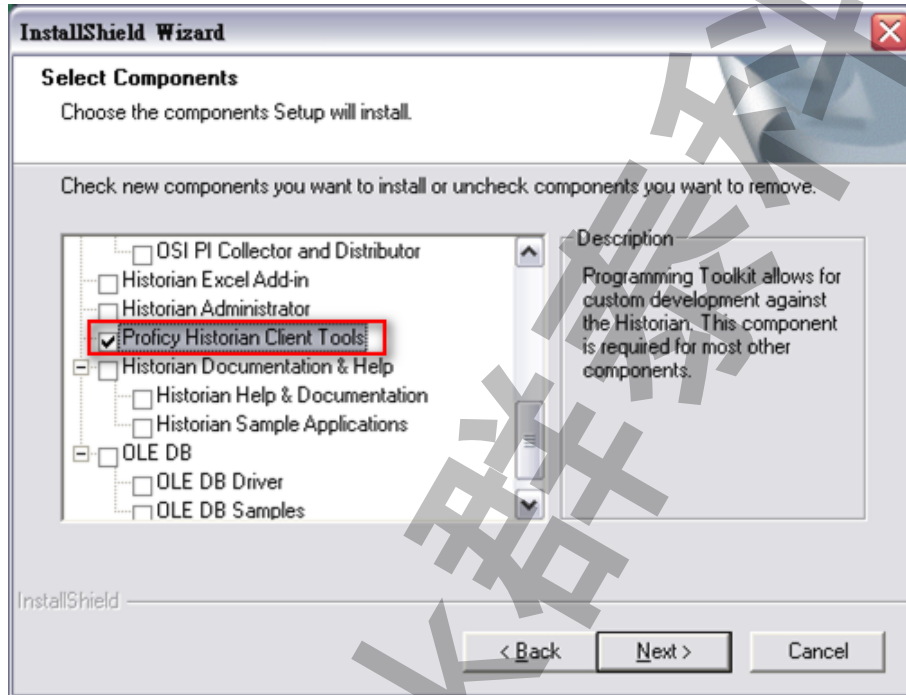 InstallShield Wizard
Select Components
Choose the components Setup will install.
Check new components you want to install or uncheck components you want to remove.
OSI PI Collector and Distributor
Historian Excel Add-in
Historian Administrator
Proficy Historian Client Tools
Historian Documentation & Help
Historian Help & Documentation
Historian Sample Applications
OLE DB
OLE DB Driver
OLE DB Samples
Description
Programming Toolkit allows for
custom development against
the Historian. This component
is required for most other
components.
InstallShield
< Back
Next >
Cancel
群泰科